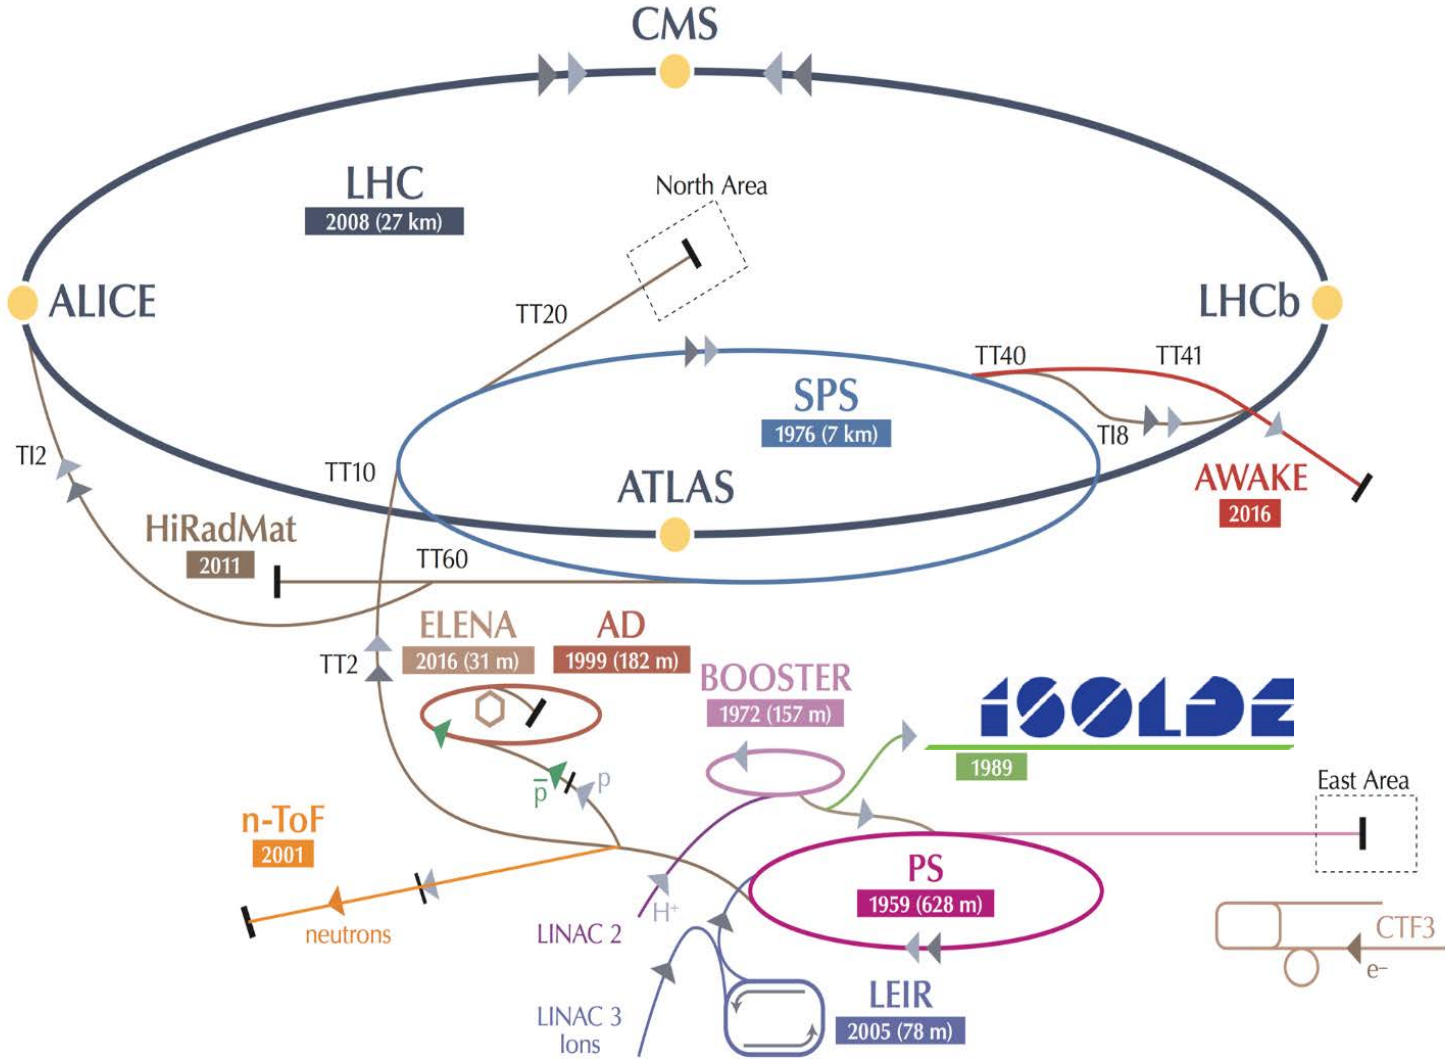 CMS
LHC
2008 (27 km)
North Area
ALICE
LHCb
TT20
TT40
TT41
SPS
1976 (7 km)
TI8
TI2
TT10
ATLAS
AWAKE
2016
HiRadMat
2011
TT60
ELENA
2016 (31 m)
AD
1999 (182 m)
TT2
BOOSTER
1972 (157 m)
ISOLDE
1989
East Area
p̅
p
n-ToF
2001
neutrons
PS
1959 (628 m)
H⁺
LINAC 2
CTF3
e⁻
LEIR
2005 (78 m)
LINAC 3
Ions